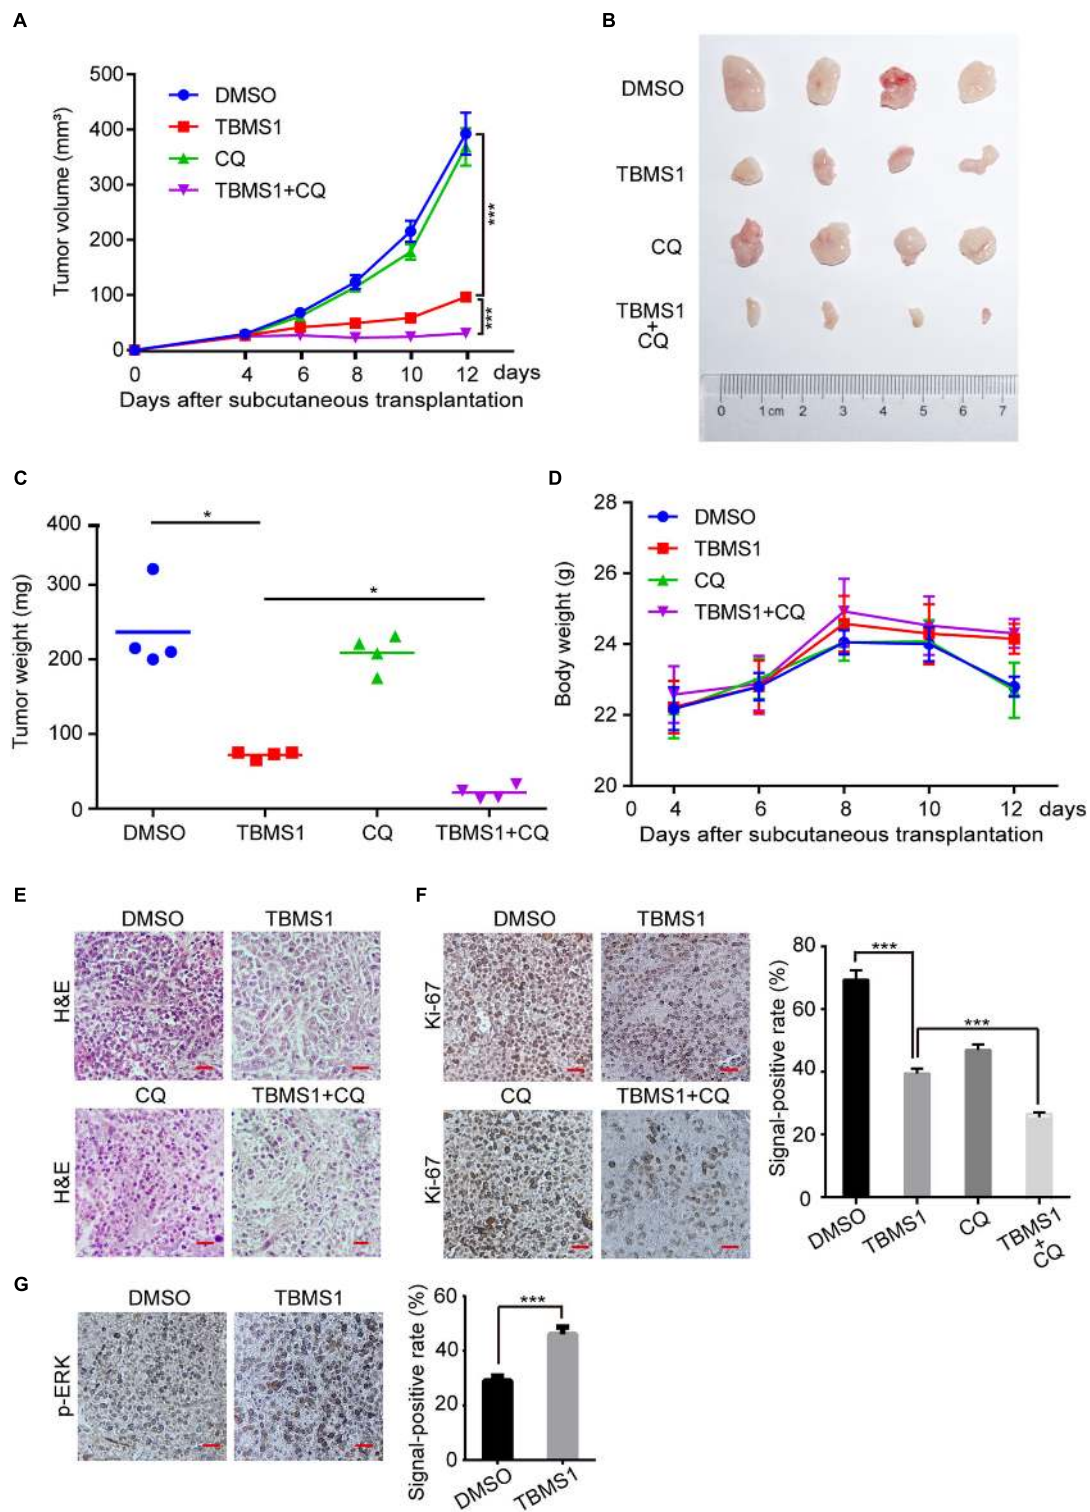 A
Tumor volume (mm³)
500
400
300
200
100
0
DMSO
TBMS1
CQ
TBMS1+CQ
***
***
0 4 6 8 10 12 days
Days after subcutaneous transplantation
B
DMSO
TBMS1
CQ
TBMS1
+
CQ
0 1 cm 2 3 4 5 6 7
C
Tumor weight (mg)
400
300
200
100
0
*
*
DMSO TBMS1 CQ TBMS1+CQ
D
Body weight (g)
28
26
24
22
20
DMSO
TBMS1
CQ
TBMS1+CQ
0 4 6 8 10 12 days
Days after subcutaneous transplantation
E
DMSO TBMS1
H&E
CQ TBMS1+CQ
H&E
F
DMSO TBMS1
Ki-67
CQ TBMS1+CQ
Ki-67
Signal-positive rate (%)
80
60
40
20
0
***
***
DMSO
TBMS1
CQ
TBMS1
+
CQ
G
DMSO TBMS1
p-ERK
Signal-positive rate (%)
60
40
20
0
***
DMSO
TBMS1